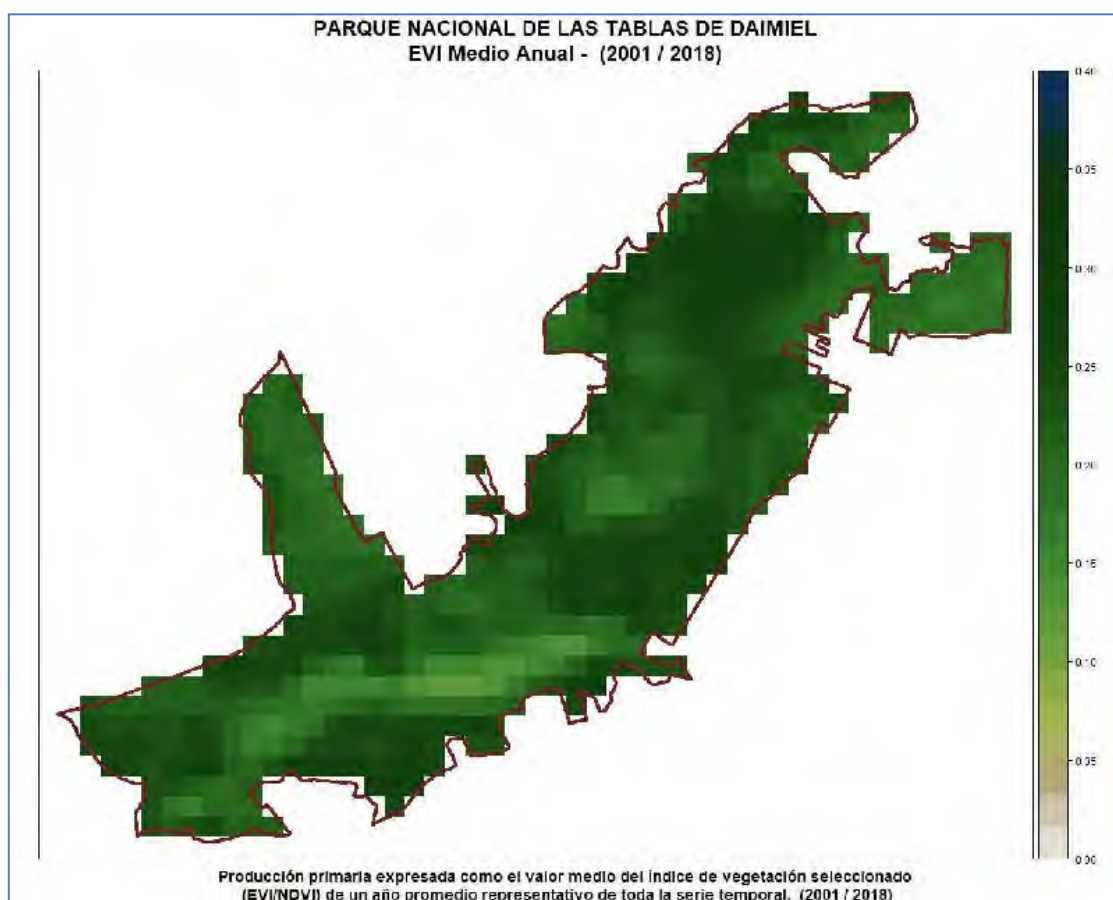 PARQUE NACIONAL DE LAS TABLAS DE DAIMIEL
EVI Medio Anual - (2001 / 2018)
0.40
0.35
0.30
0.25
0.20
0.15
0.10
0.05
0.00
Producción primaria expresada como el valor medio del índice de vegetación seleccionado
(EVI/NDVI) de un año promedio representativo de toda la serie temporal. (2001 / 2018)